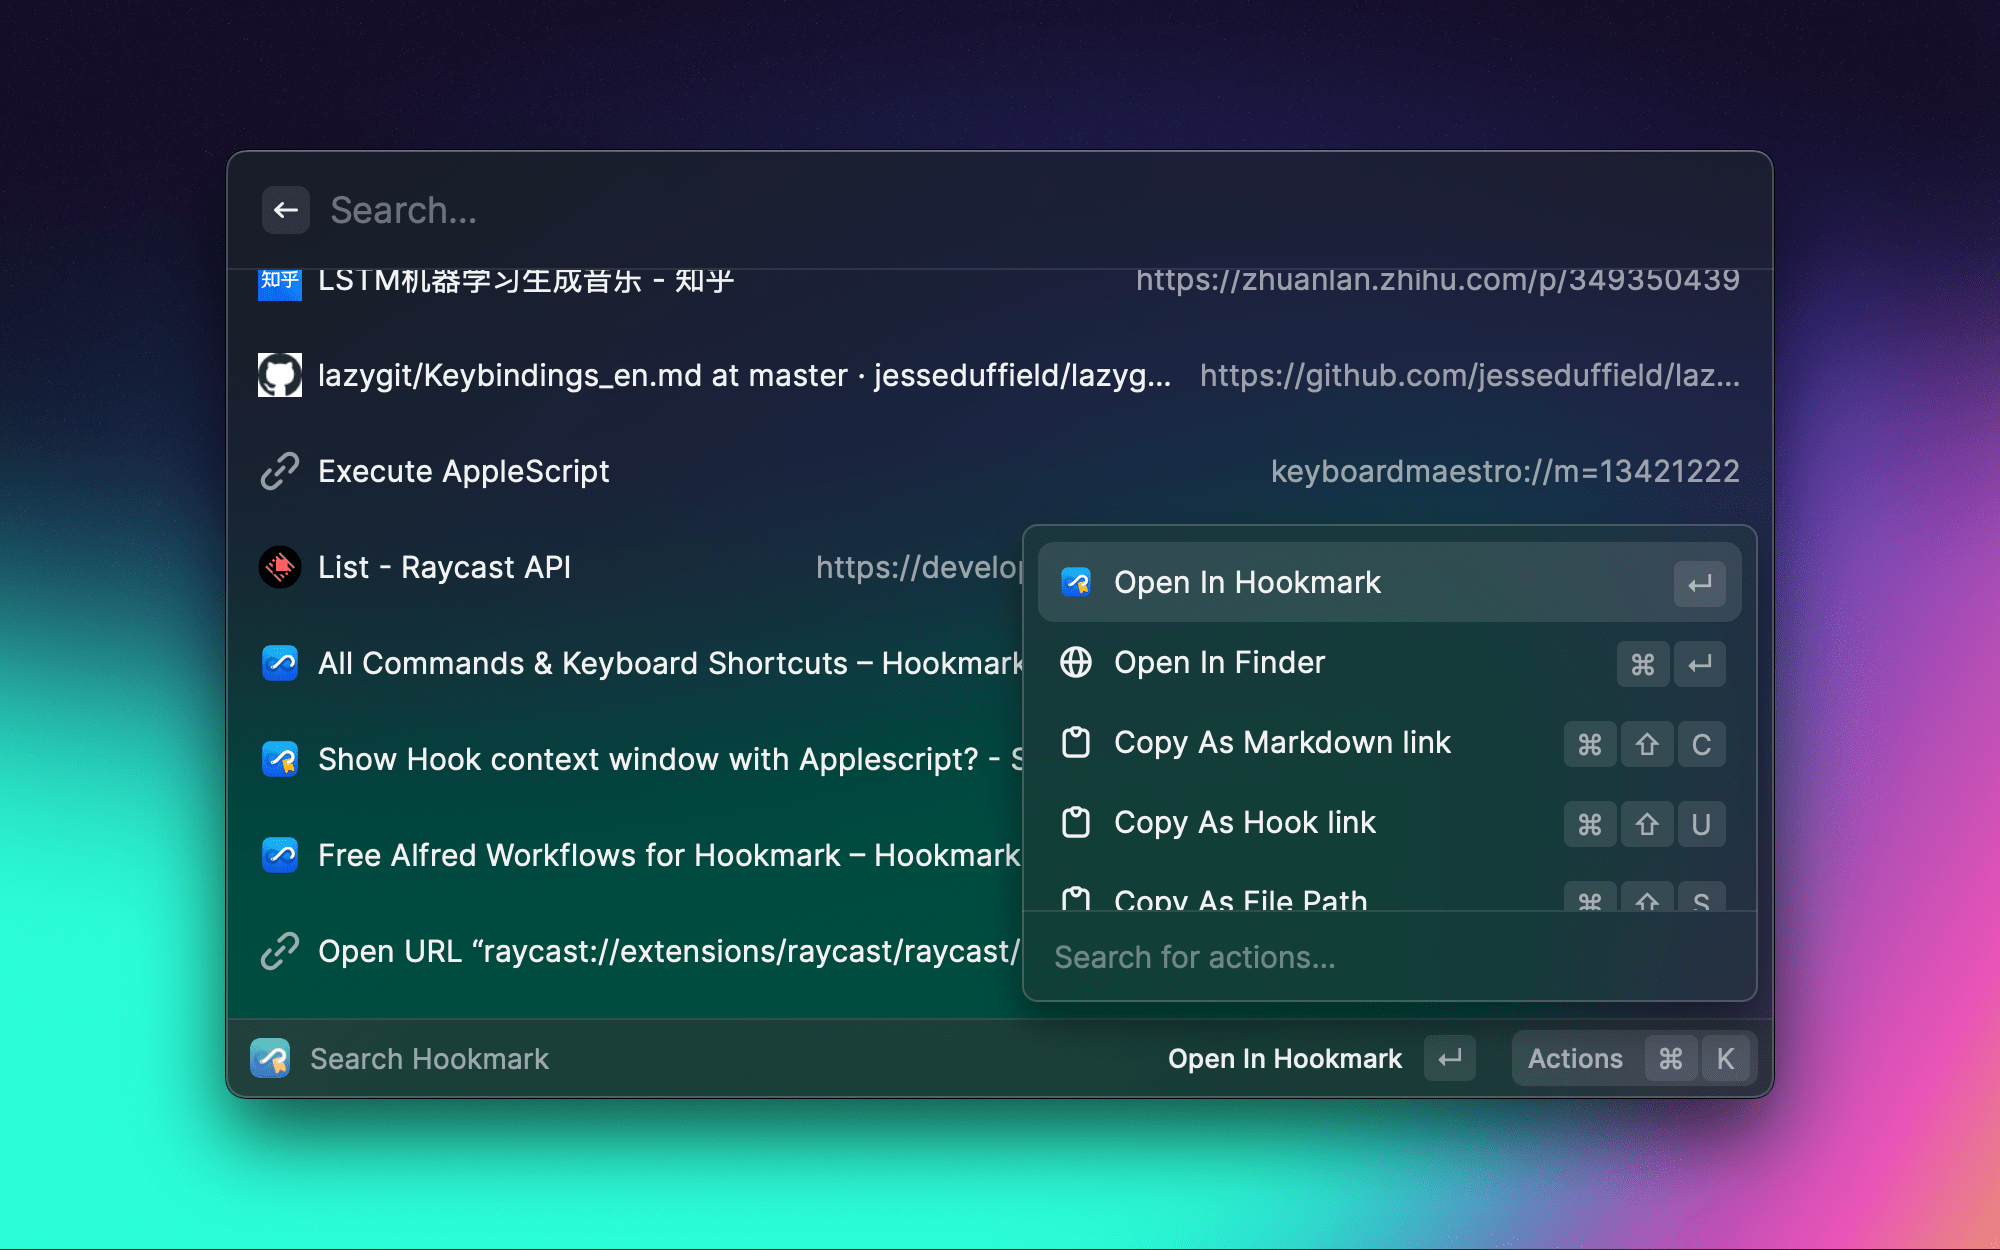 Search...
知乎 LSTM机器学习生成音乐 - 知乎 https://zhuanlan.zhihu.com/p/349350439
lazygit/Keybindings_en.md at master · jesseduffield/lazyg... https://github.com/jesseduffield/laz...
Execute AppleScript keyboardmaestro://m=13421222
List - Raycast API https://develop
All Commands & Keyboard Shortcuts – Hookmark
Show Hook context window with Applescript? - S
Free Alfred Workflows for Hookmark – Hookmark
Open URL “raycast://extensions/raycast/raycast/
Open In Hookmark ↵
Open In Finder ⌘ ↵
Copy As Markdown link ⌘ ⇧ C
Copy As Hook link ⌘ ⇧ U
Copy As File Path ⌘ ⇧ S
Search for actions...
Search Hookmark Open In Hookmark ↵ Actions ⌘ K